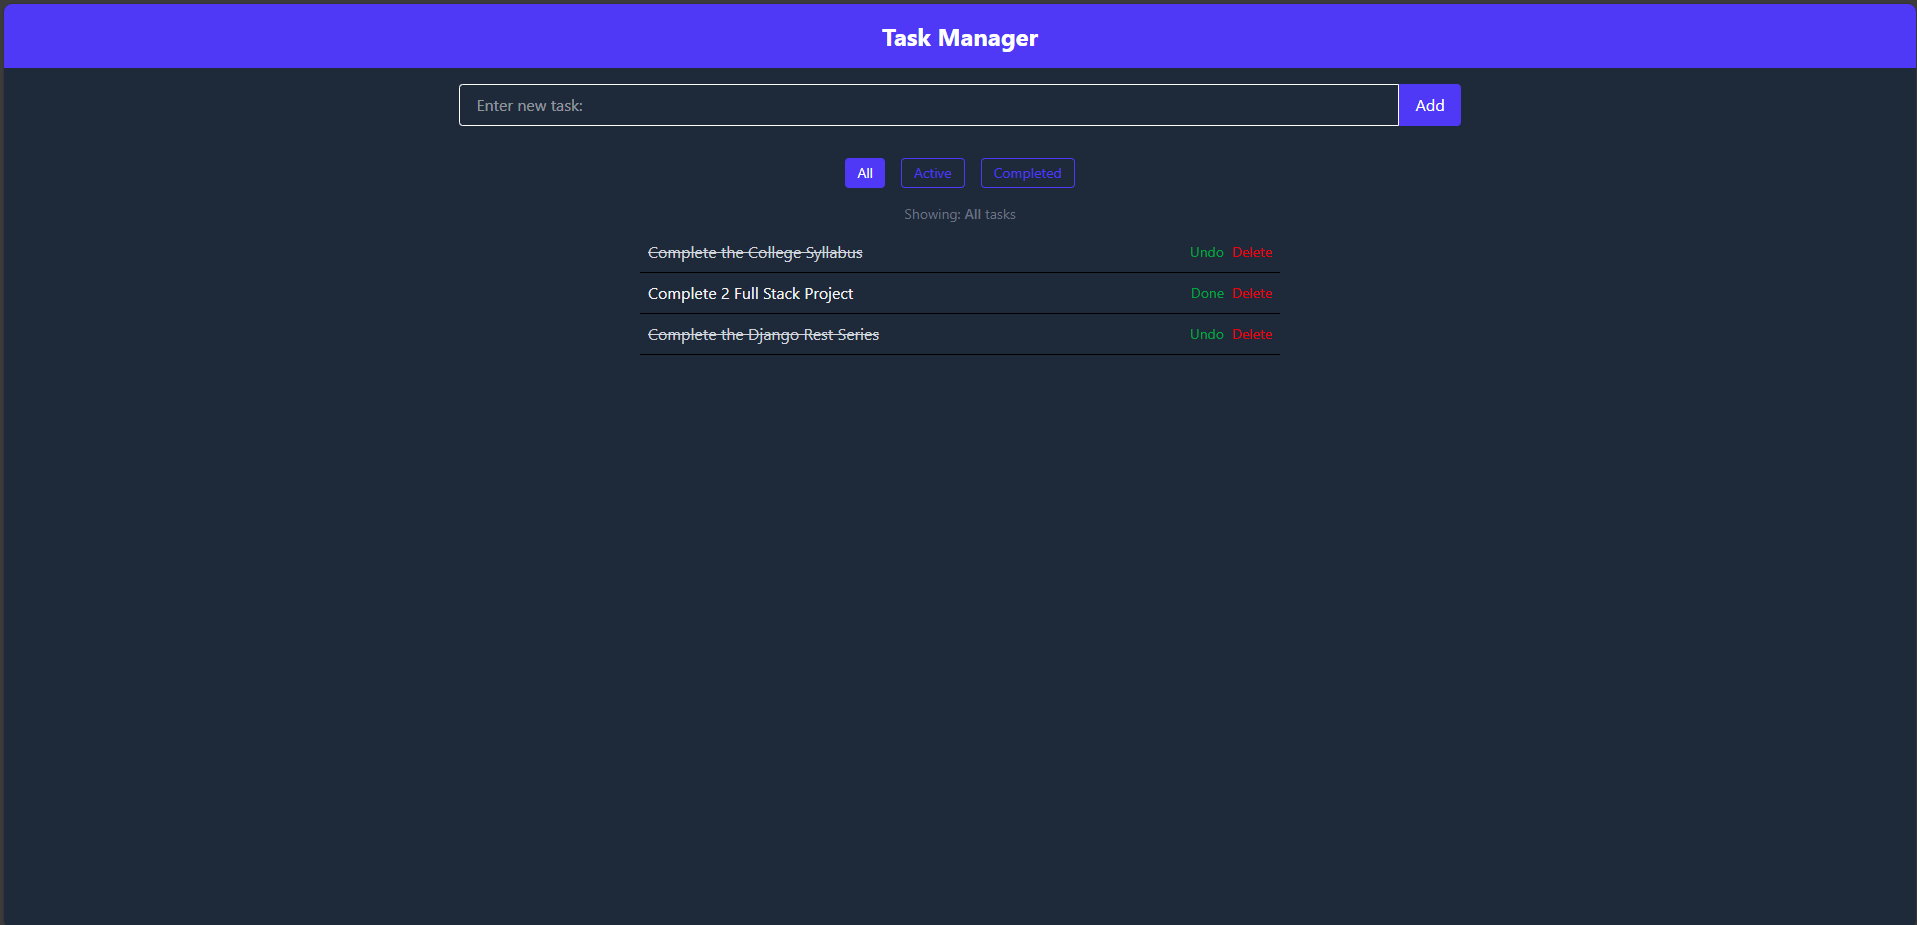 Task Manager
Enter new task: Add
All Active Completed
Showing: All tasks
Complete the College Syllabus Undo Delete
Complete 2 Full Stack Project Done Delete
Complete the Django Rest Series Undo Delete